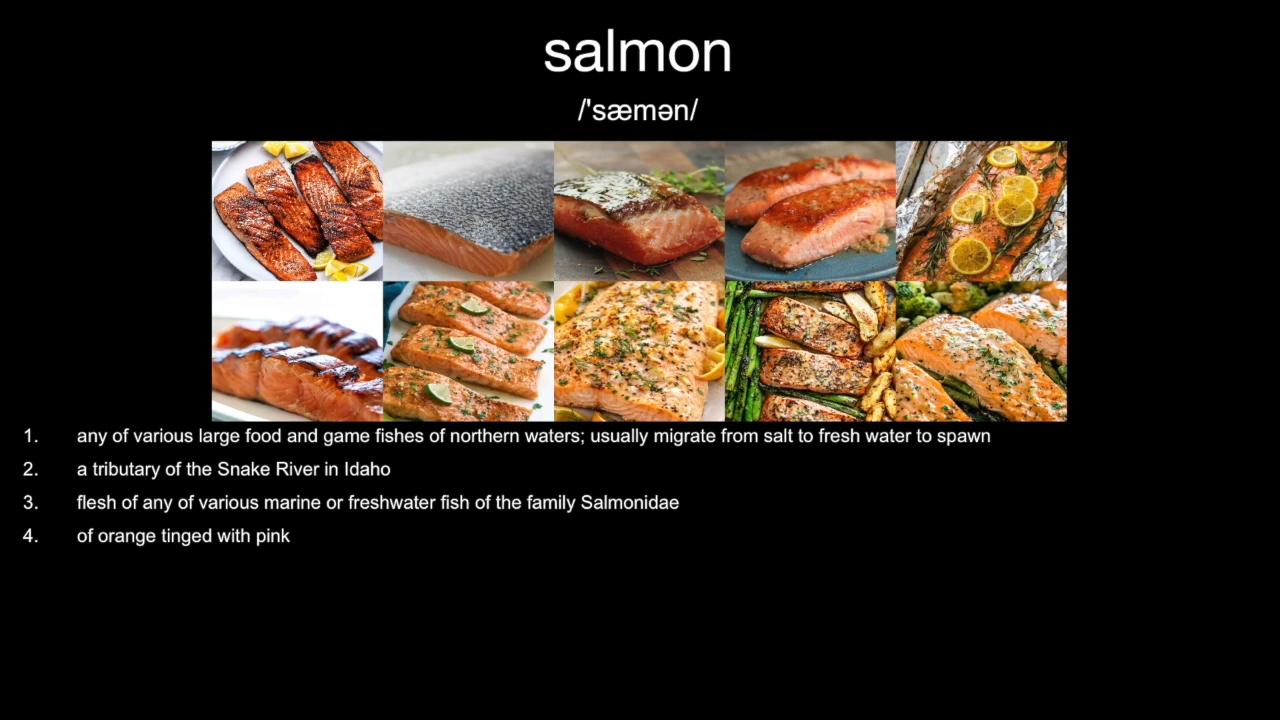 salmon
/'sæmən/
1. any of various large food and game fishes of northern waters; usually migrate from salt to fresh water to spawn
2. a tributary of the Snake River in Idaho
3. flesh of any of various marine or freshwater fish of the family Salmonidae
4. of orange tinged with pink